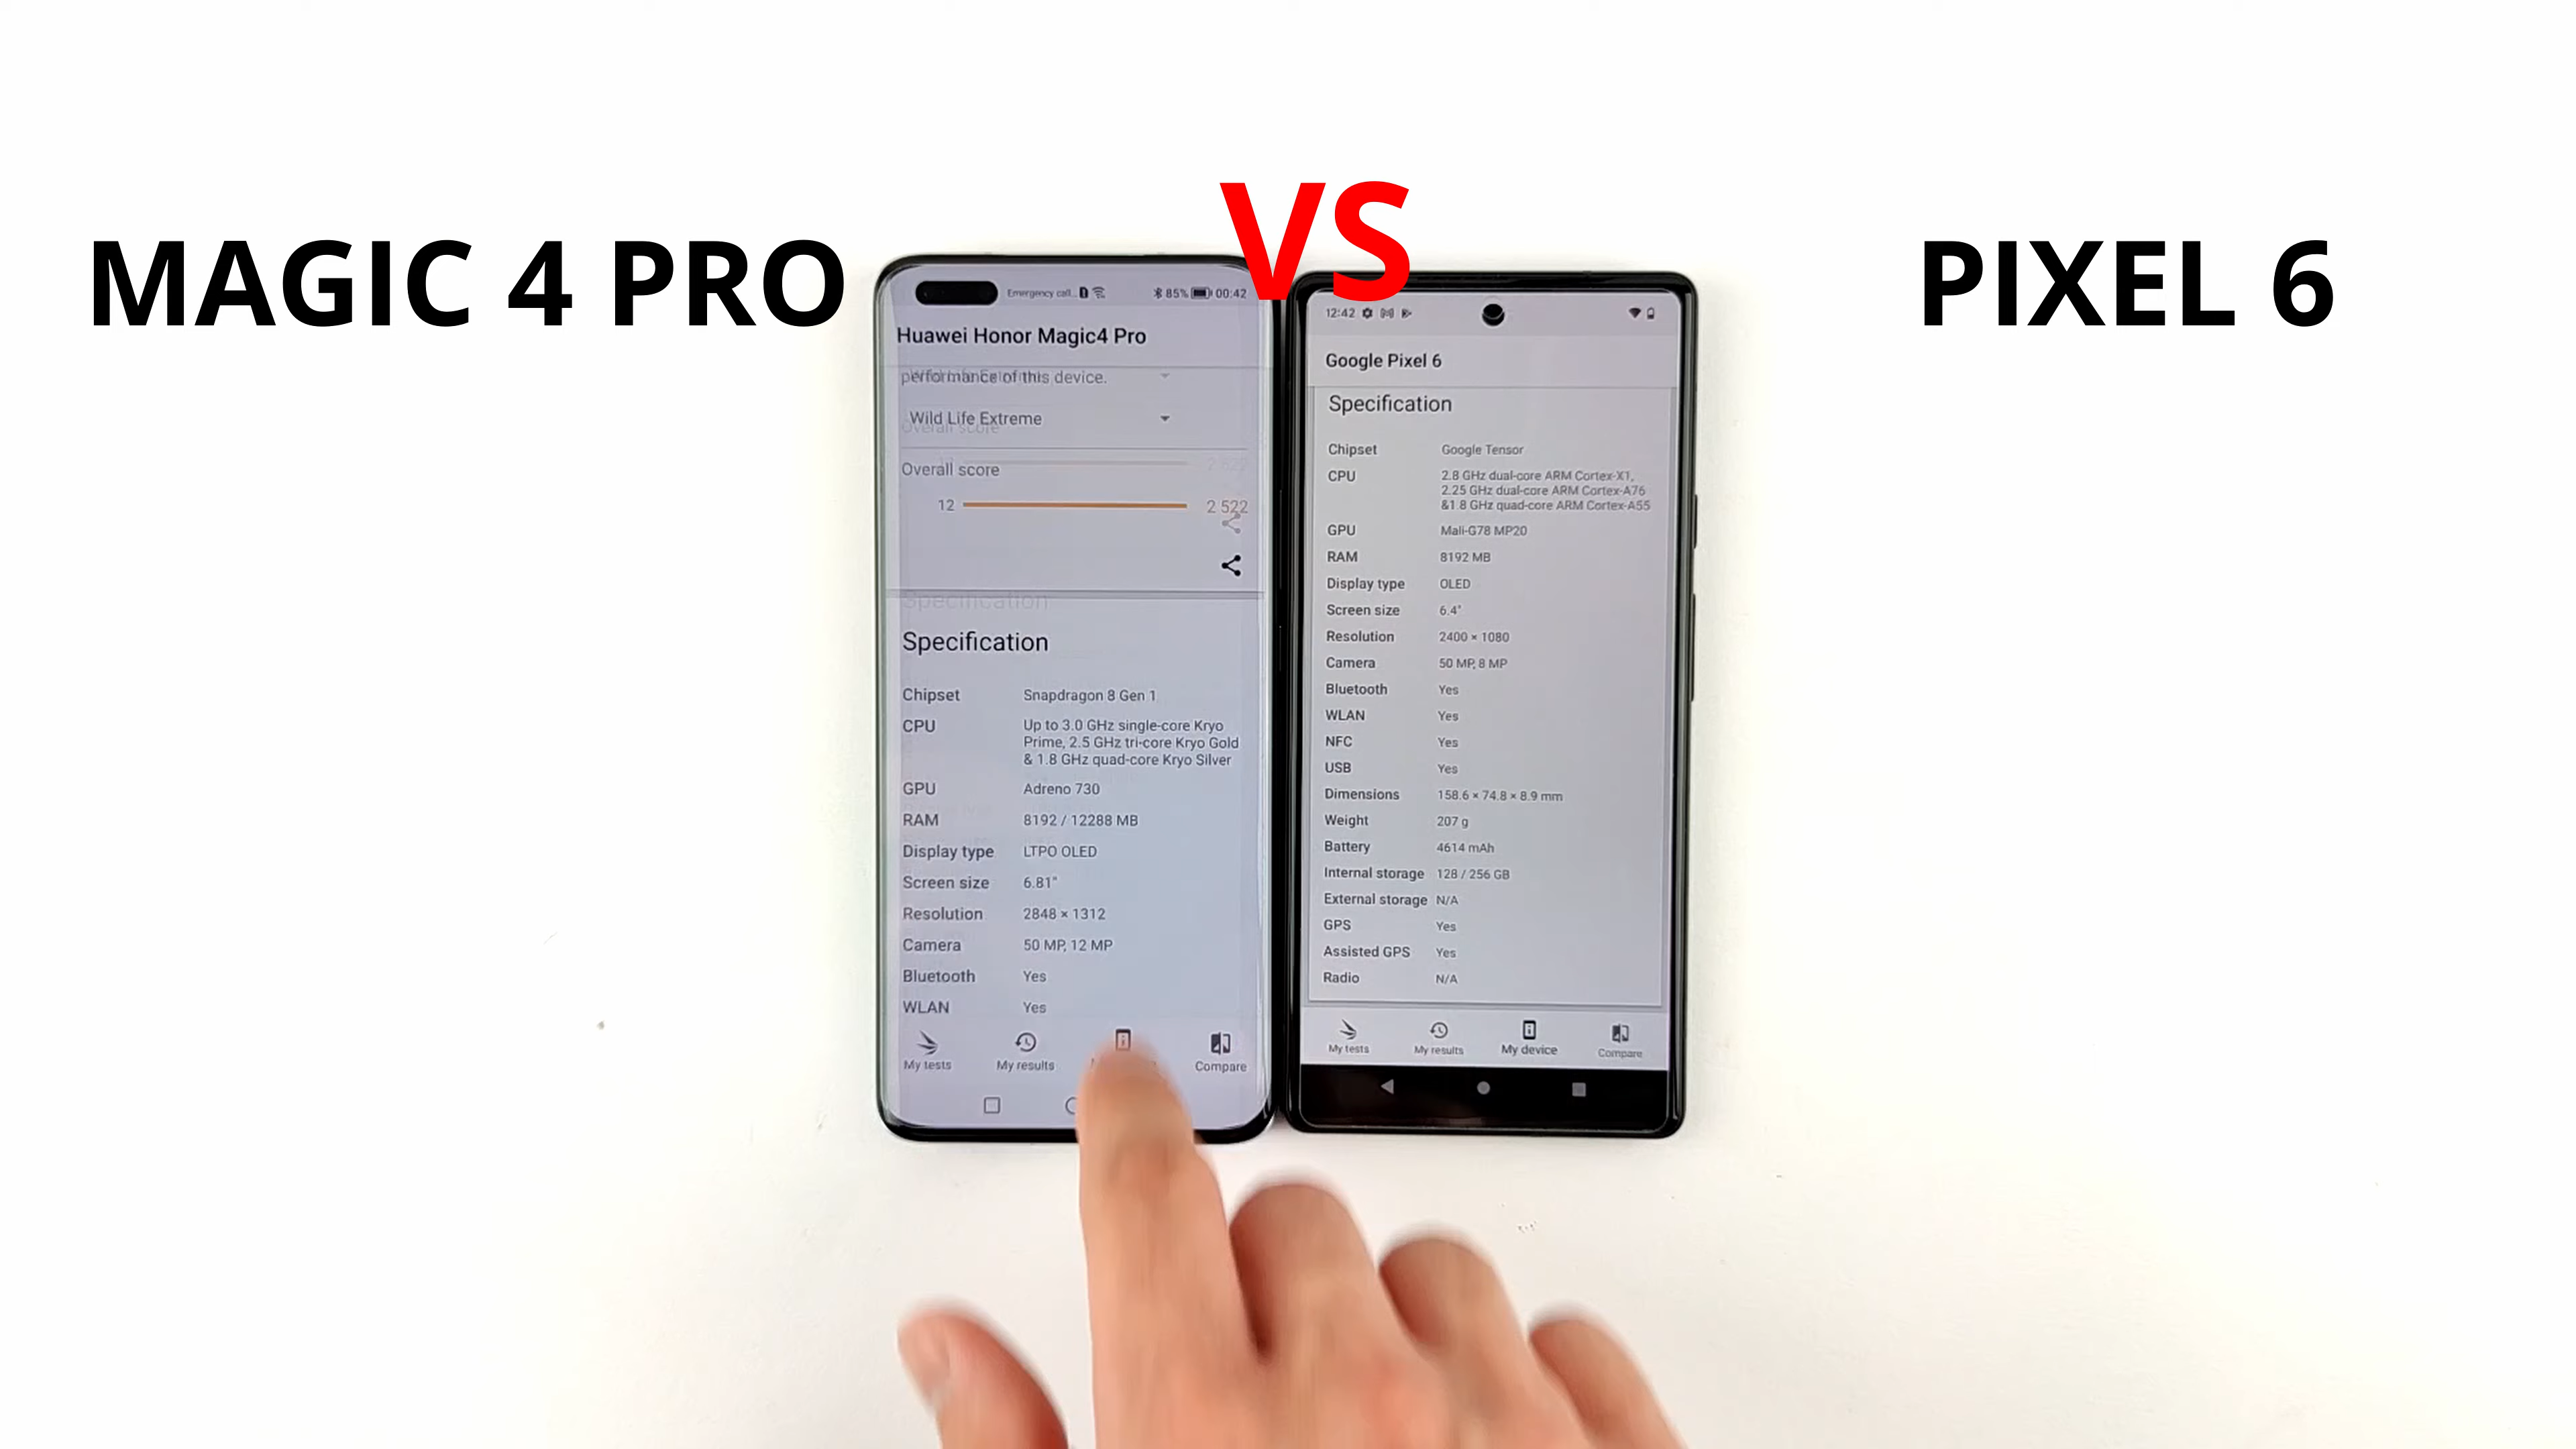 VS
MAGIC 4 PRO
PIXEL 6
Emergency call...
85%
00:42
Huawei Honor Magic4 Pro
performance of this device.
Wild Life Extreme
Overall score
Overall score
12
2 522
Specification
Specification
Chipset Snapdragon 8 Gen 1
CPU Up to 3.0 GHz single-core Kryo
Prime, 2.5 GHz tri-core Kryo Gold
& 1.8 GHz quad-core Kryo Silver
GPU Adreno 730
RAM 8192 / 12288 MB
Display type LTPO OLED
Screen size 6.81"
Resolution 2848 × 1312
Camera 50 MP, 12 MP
Bluetooth Yes
WLAN Yes
My tests
My results
Compare
12:42
Google Pixel 6
Specification
Chipset Google Tensor
CPU 2.8 GHz dual-core ARM Cortex-X1,
2.25 GHz dual-core ARM Cortex-A76
&1.8 GHz quad-core ARM Cortex-A55
GPU Mali-G78 MP20
RAM 8192 MB
Display type OLED
Screen size 6.4"
Resolution 2400 × 1080
Camera 50 MP, 8 MP
Bluetooth Yes
WLAN Yes
NFC Yes
USB Yes
Dimensions 158.6 × 74.8 × 8.9 mm
Weight 207 g
Battery 4614 mAh
Internal storage 128 / 256 GB
External storage N/A
GPS Yes
Assisted GPS Yes
Radio N/A
My tests
My results
My device
Compare